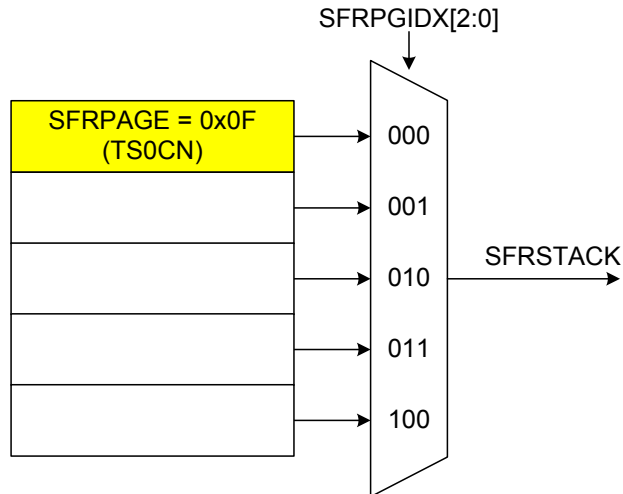 SFRPGIDX[2:0]
SFRPAGE = 0x0F
(TS0CN)
000
001
SFRSTACK
010
011
100